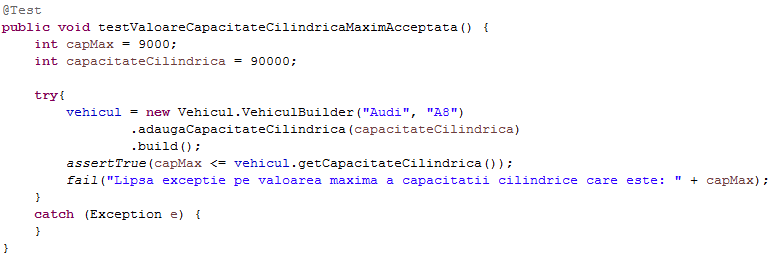 @Test
public void testValoareCapacitateCilindricaMaximAcceptata() {
    int capMax = 9000;
    int capacitateCilindrica = 90000;

    try{
        vehicul = new Vehicul.VehiculBuilder("Audi", "A8")
                .adaugaCapacitateCilindrica(capacitateCilindrica)
                .build();
        assertTrue(capMax <= vehicul.getCapacitateCilindrica());
        fail("Lipsa exceptie pe valoarea maxima a capacitatii cilindrice care este: " + capMax);
    }
    catch (Exception e) {
    }
}